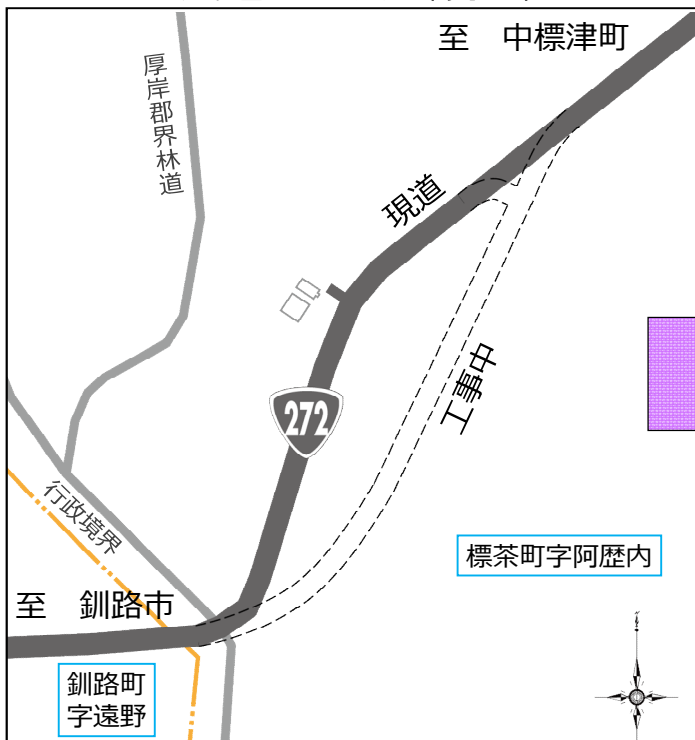 至 中標津町
厚岸郡界林道
現道
工事中
272
行政境界
標茶町字阿歴内
至 釧路市
釧路町
字遠野